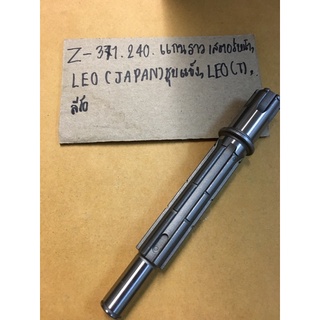 Z-371.240. แกนราวเสตอร์หน้า,
LEO (JAPAN) ชุบแข็ง, LEO (J),
ลีโอ